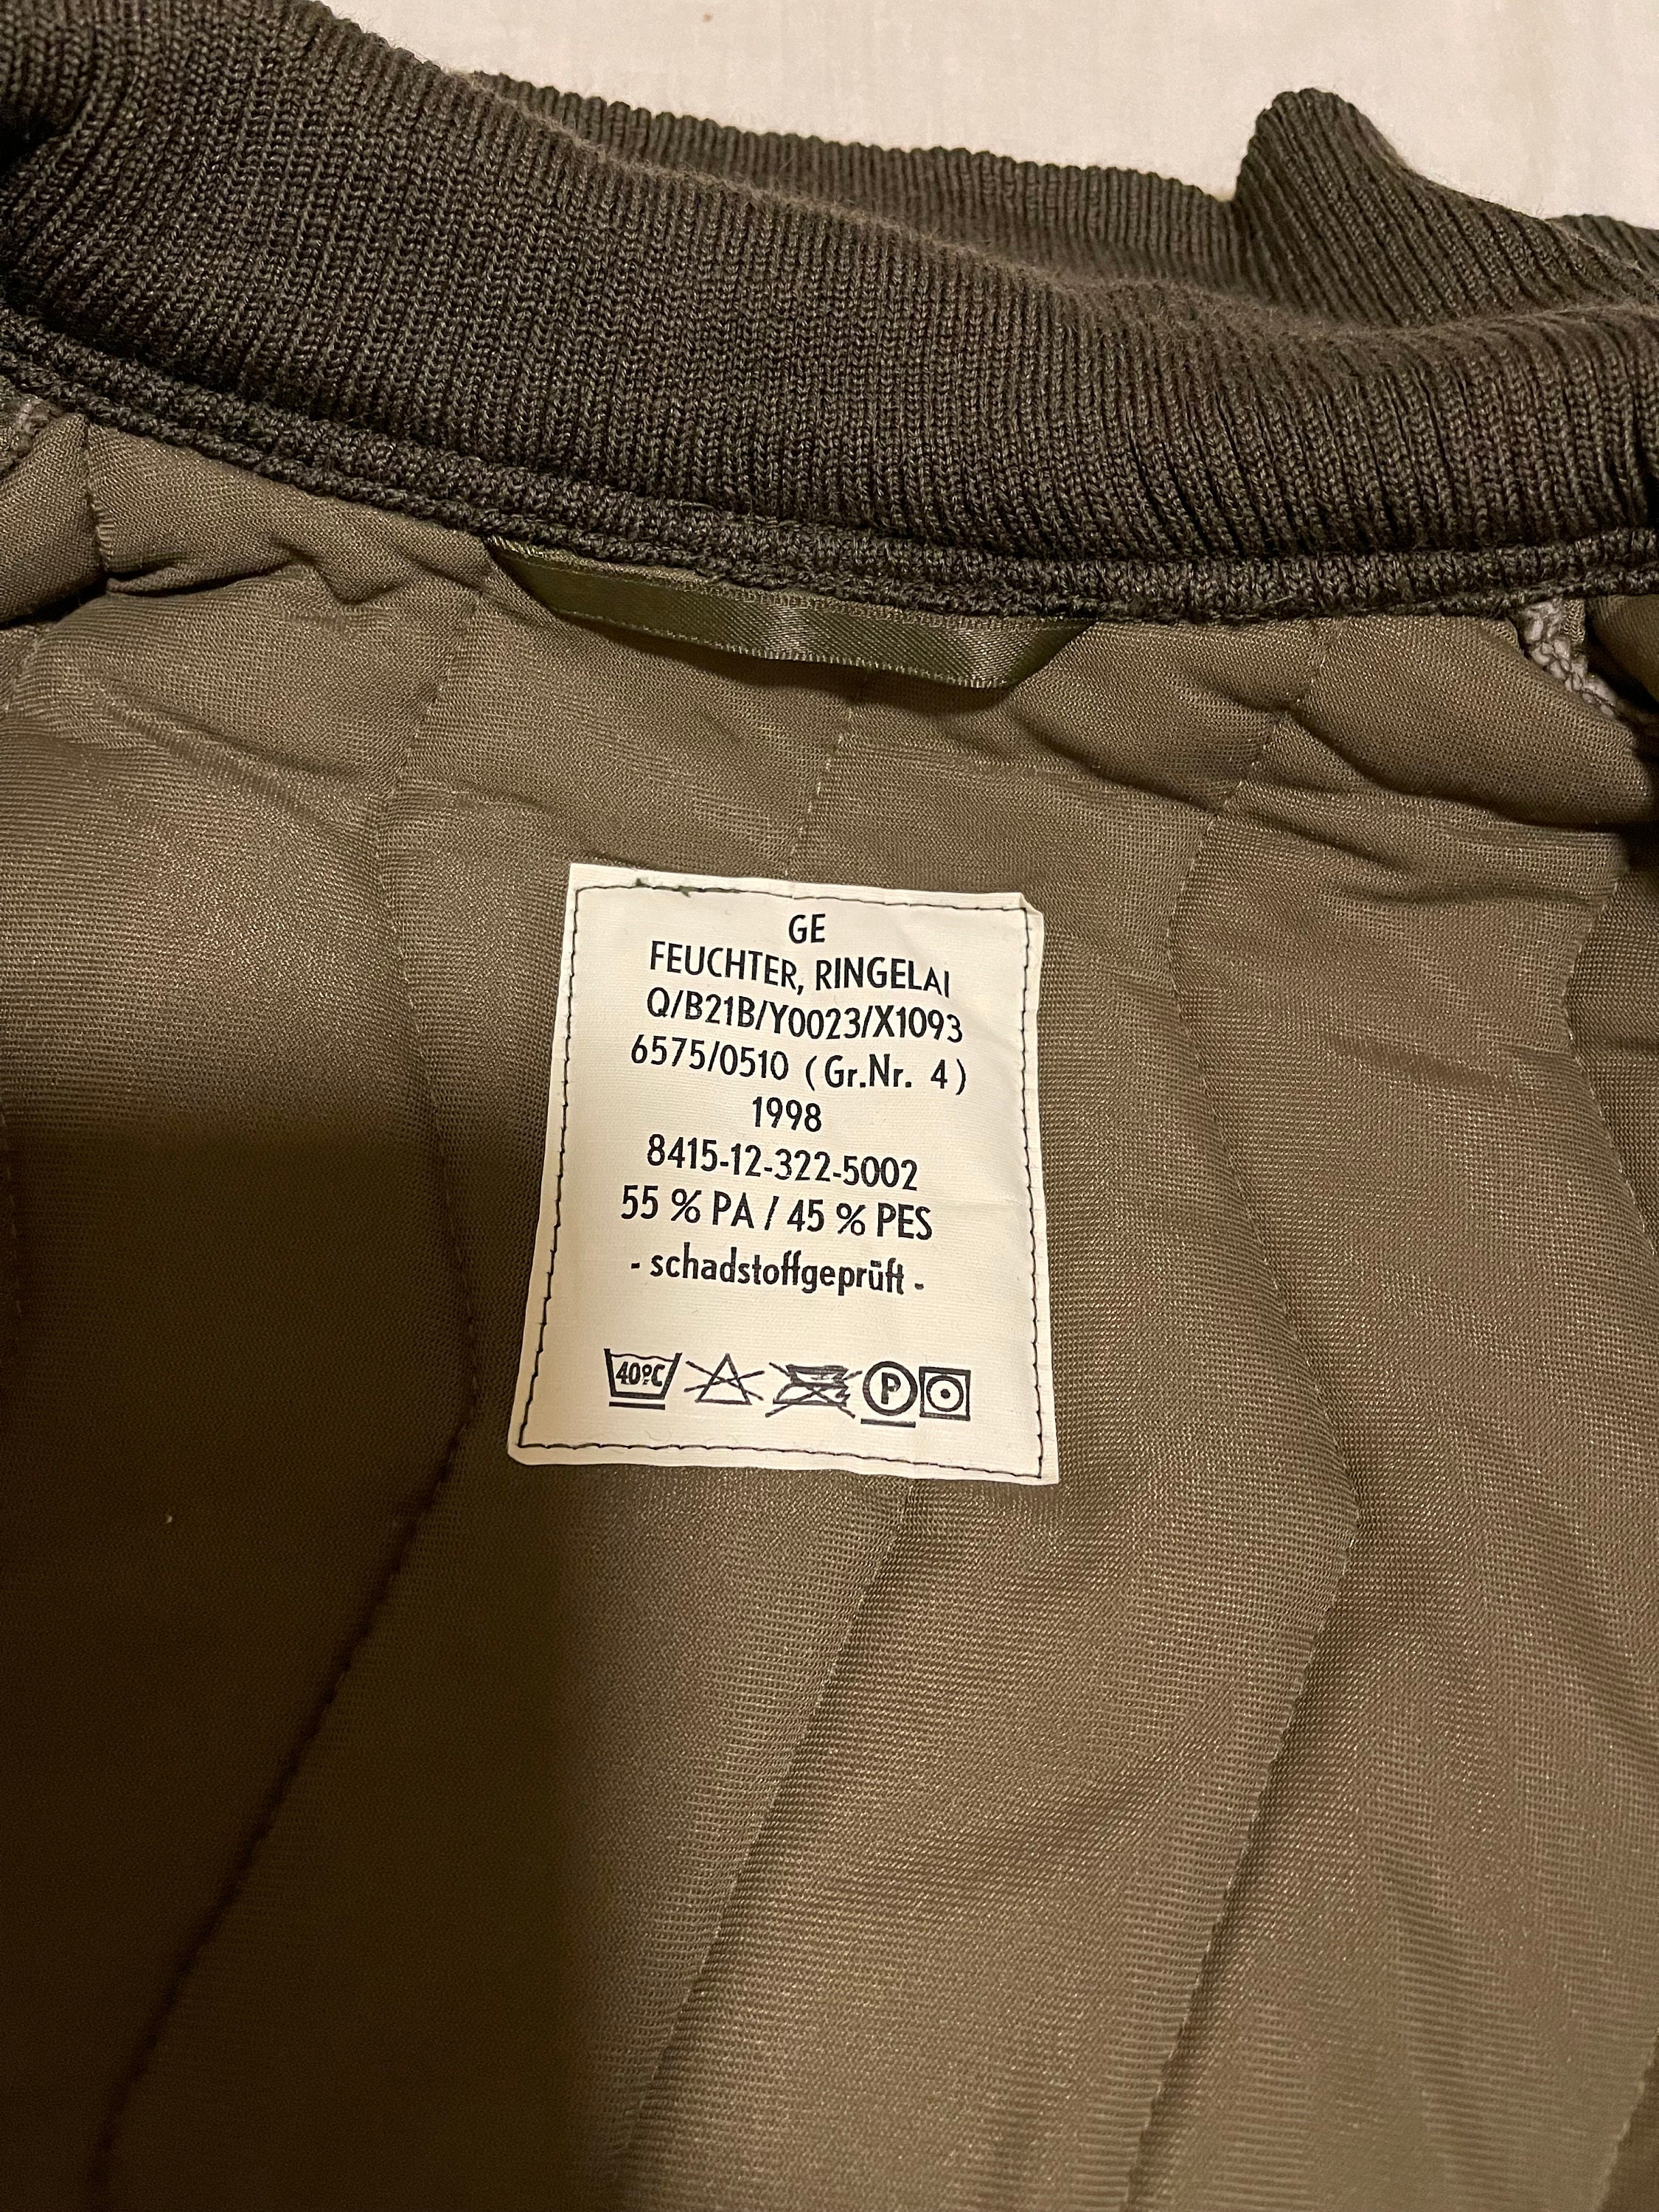 GE
FEUCHTER, RINGELAI
Q/B21B/Y0023/X1093
6575/0510 (Gr.Nr. 4)
1998
8415-12-322-5002
55 % PA / 45 % PES
- schadstoffgeprüft -
40°C P